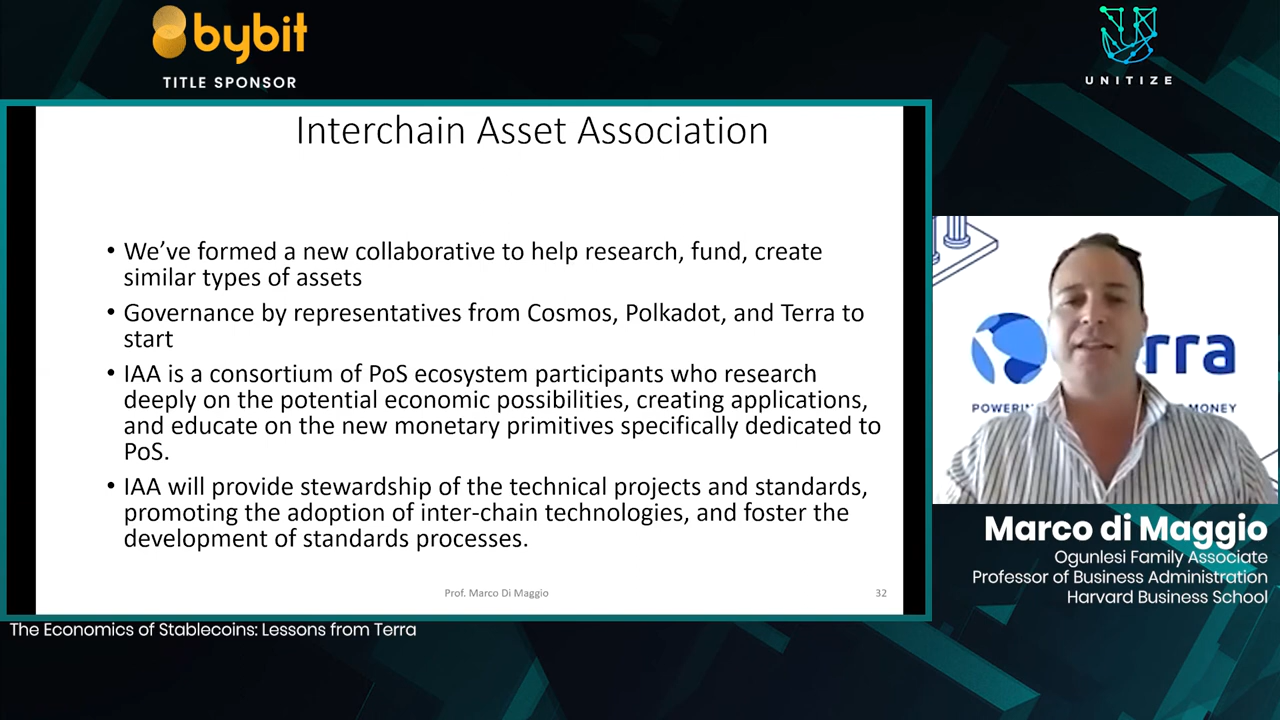 bybit
TITLE SPONSOR
UNITIZE
Interchain Asset Association
• We’ve formed a new collaborative to help research, fund, create
similar types of assets
• Governance by representatives from Cosmos, Polkadot, and Terra to
start
• IAA is a consortium of PoS ecosystem participants who research
deeply on the potential economic possibilities, creating applications,
and educate on the new monetary primitives specifically dedicated to
PoS.
• IAA will provide stewardship of the technical projects and standards,
promoting the adoption of inter-chain technologies, and foster the
development of standards processes.
Prof. Marco Di Maggio
32
rra
MONEY
Marco di Maggio
Ogunlesi Family Associate
Professor of Business Administration
Harvard Business School
The Economics of Stablecoins: Lessons from Terra